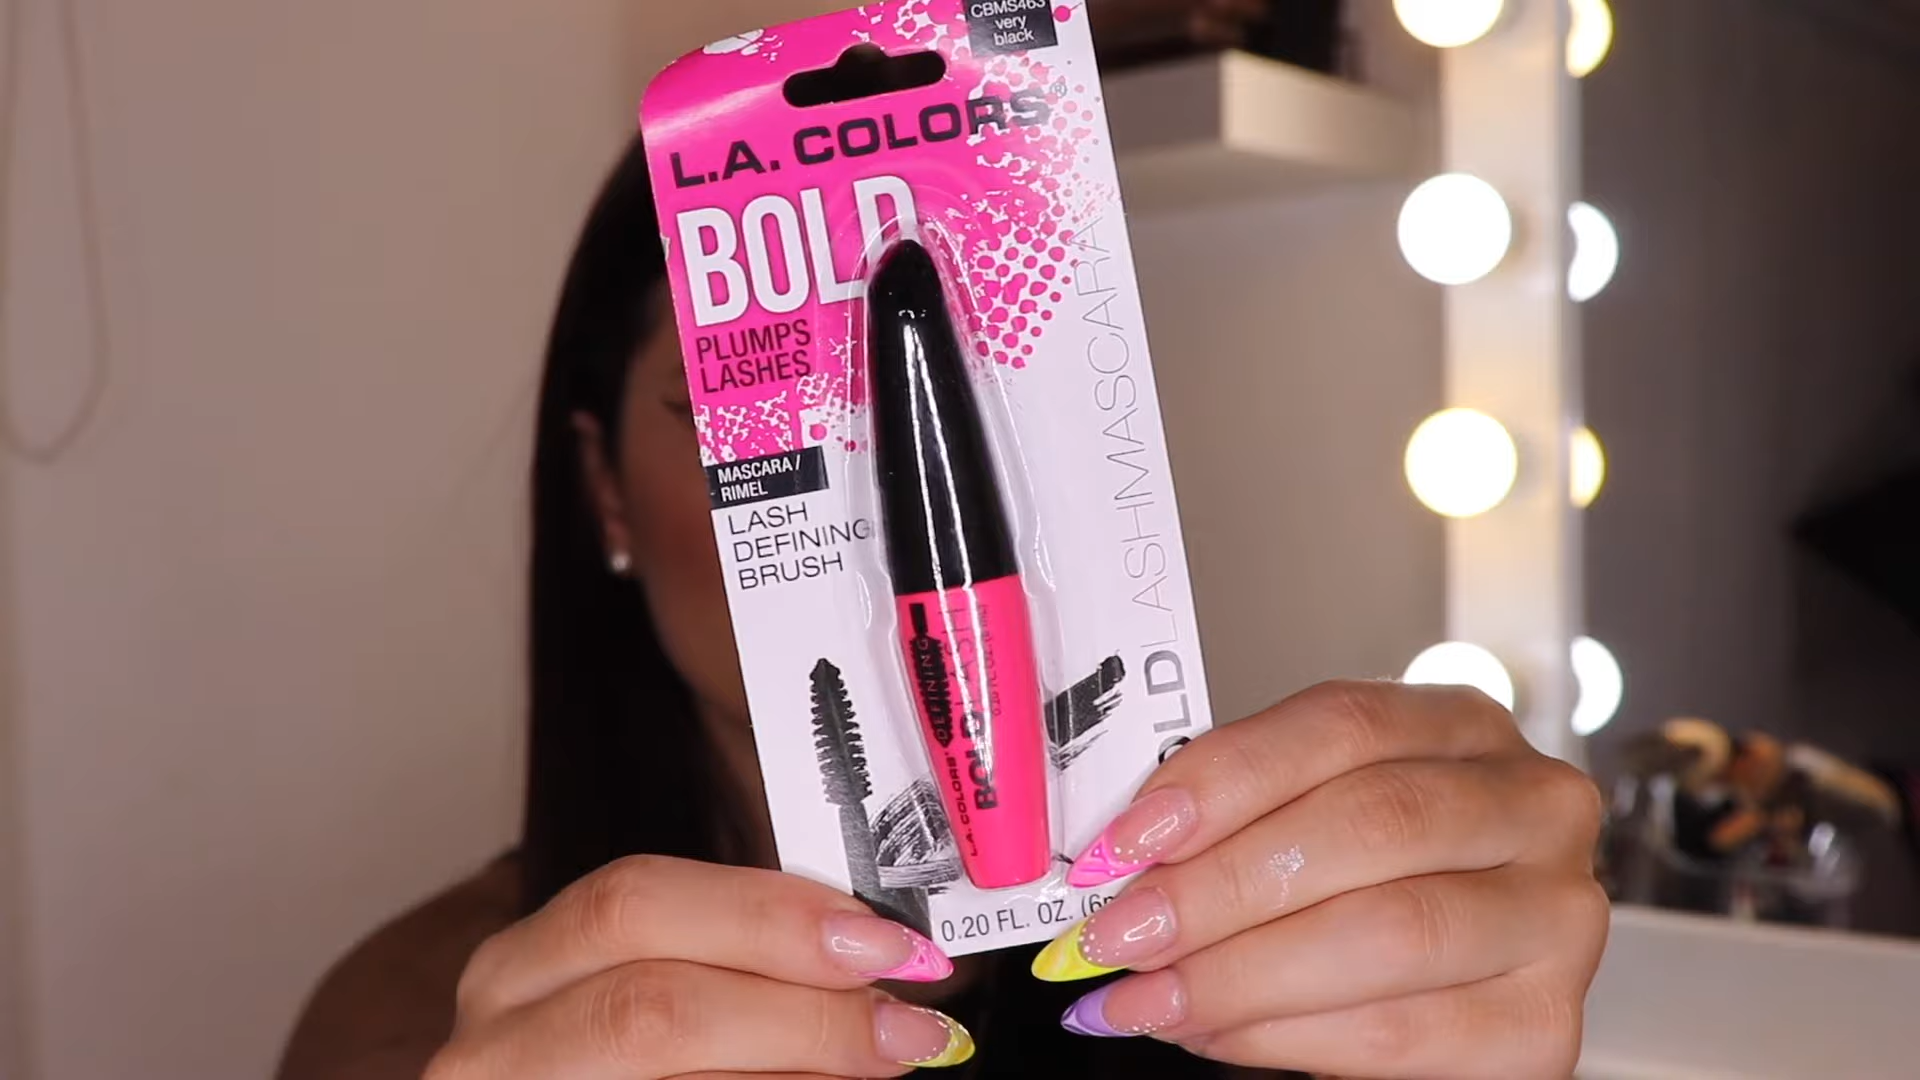 CBMS463
very
black
L.A. COLORS®
BOLD
PLUMPS
LASHES
MASCARA/
RIMEL
LASH
DEFINING
BRUSH
BOLDLASHMASCARA
L.A. COLORS® DEFINING
BOLDLASH
0.20 FL. OZ.